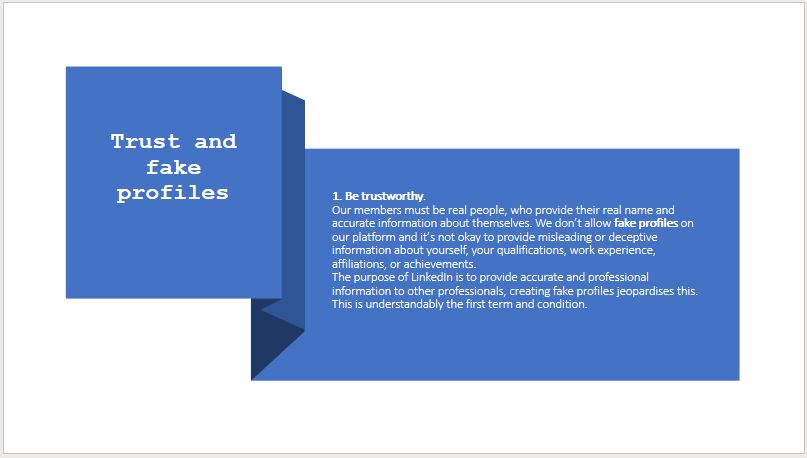 Trust and
fake
profiles
1. Be trustworthy.
Our members must be real people, who provide their real name and
accurate information about themselves. We don’t allow fake profiles on
our platform and it’s not okay to provide misleading or deceptive
information about yourself, your qualifications, work experience,
affiliations, or achievements.
The purpose of LinkedIn is to provide accurate and professional
information to other professionals, creating fake profiles jeopardises this.
This is understandably the first term and condition.